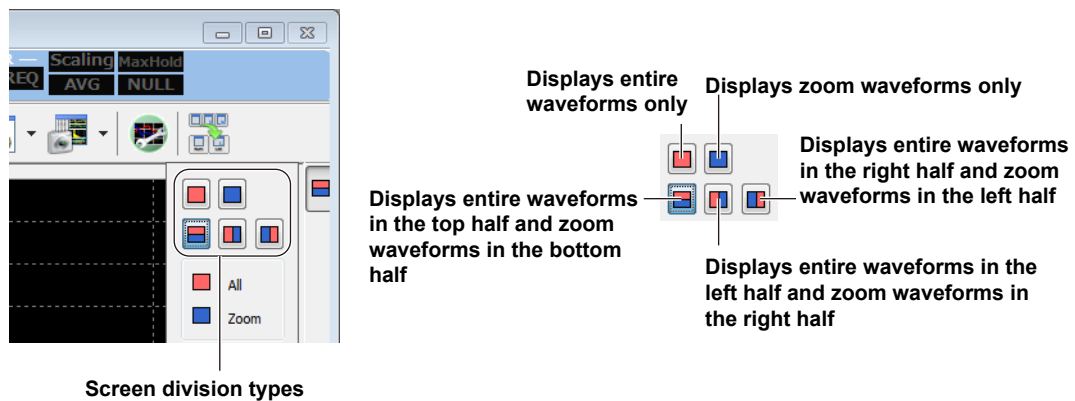 R —
Scaling
MaxHold
REQ
AVG
NULL
All
Zoom
Screen division types
Displays entire
waveforms only
Displays zoom waveforms only
Displays entire waveforms
in the right half and zoom
waveforms in the left half
Displays entire waveforms
in the top half and zoom
waveforms in the bottom
half
Displays entire waveforms in the
left half and zoom waveforms in
the right half